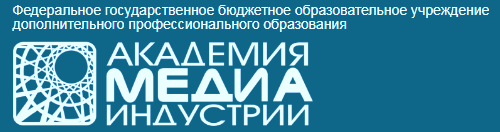 Федеральное государственное бюджетное образовательное учреждение
дополнительного профессионального образования
АКАДЕМИЯ
МЕДИА
ИНДУСТРИИ